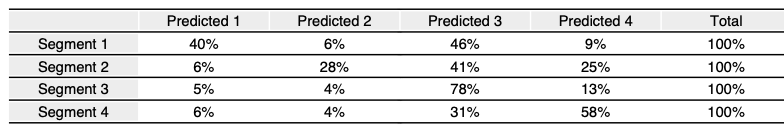 Predicted 1 Predicted 2 Predicted 3 Predicted 4 Total
Segment 1 40% 6% 46% 9% 100%
Segment 2 6% 28% 41% 25% 100%
Segment 3 5% 4% 78% 13% 100%
Segment 4 6% 4% 31% 58% 100%